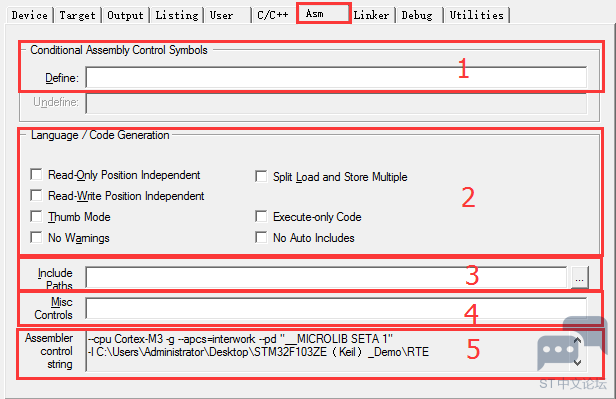 Device Target Output Listing User C/C++ Asm Linker Debug Utilities
Conditional Assembly Control Symbols
Define: 1
Undefine:
Language / Code Generation
Read-Only Position Independent Split Load and Store Multiple
Read-Write Position Independent 2
Thumb Mode Execute-only Code
No Warnings No Auto Includes
Include
Paths 3 ...
Misc
Controls 4
Assembler
control
string
--cpu Cortex-M3 -g --apcs=interwork --pd "__MICROLIB SETA 1"
-I C:\Users\Administrator\Desktop\STM32F103ZE（Keil）_Demo\RTE
5
ST中文论坛